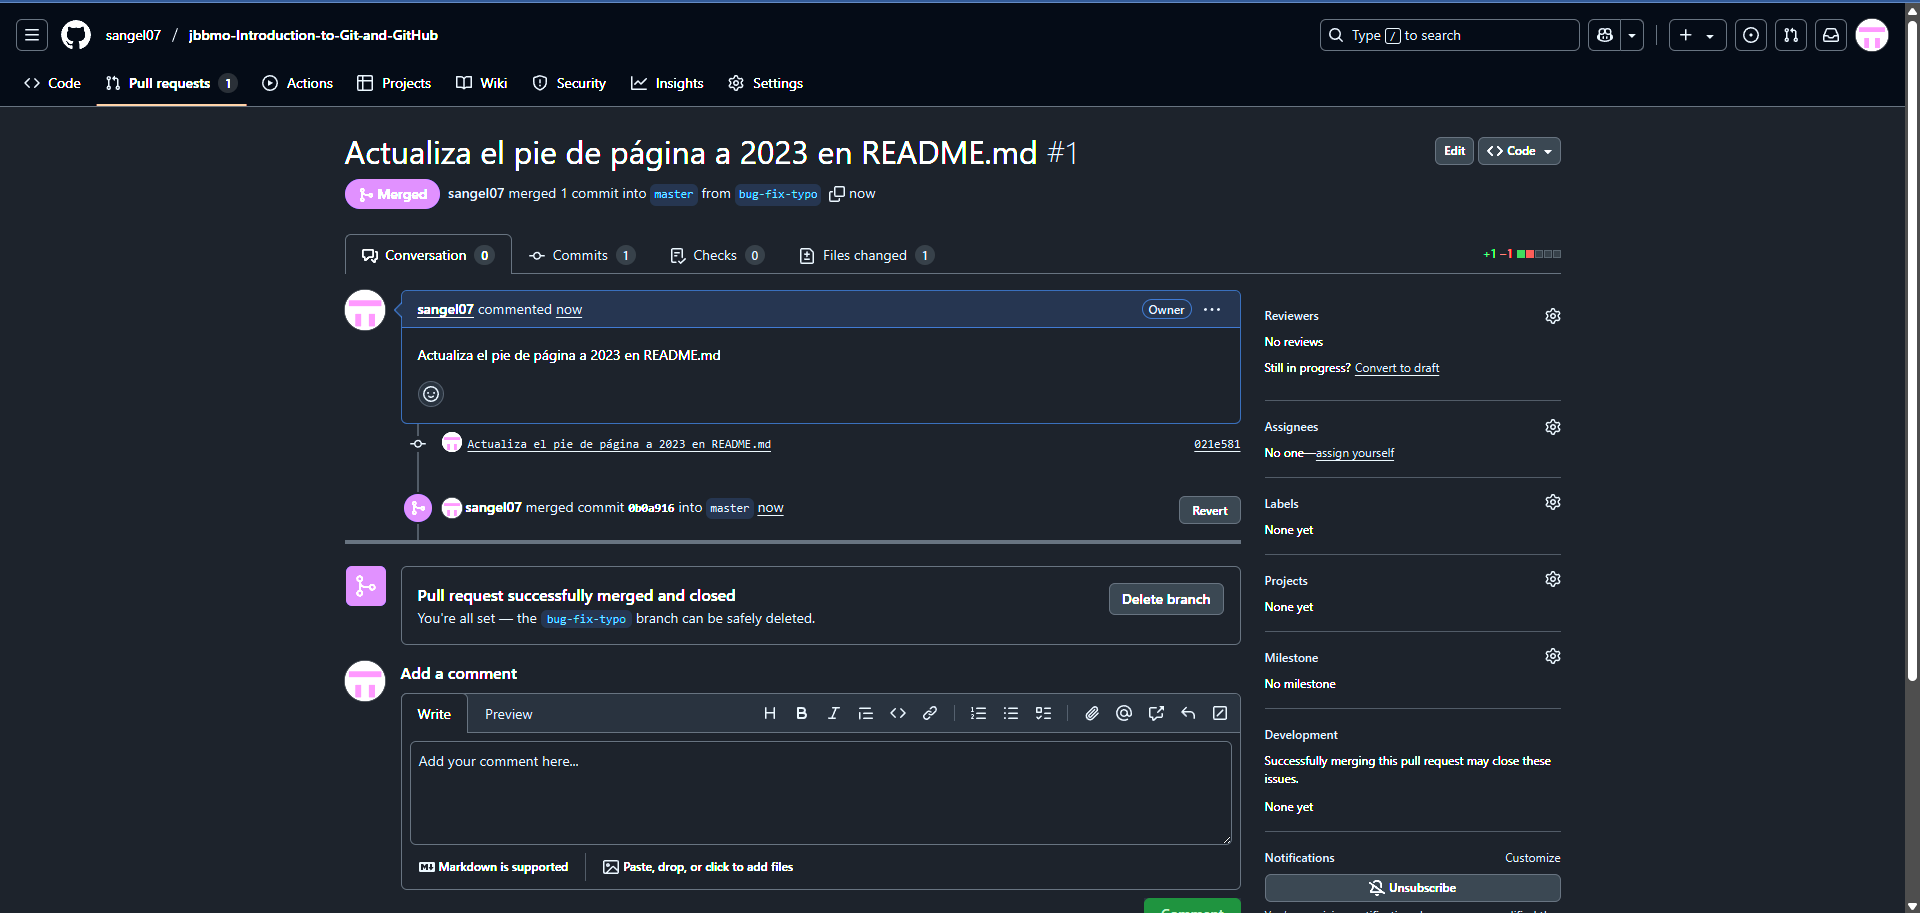 sangel07 / jbbmo-Introduction-to-Git-and-GitHub
Type / to search
Code
Pull requests 1
Actions
Projects
Wiki
Security
Insights
Settings
Actualiza el pie de página a 2023 en README.md #1
Edit
<> Code
Merged
sangel07 merged 1 commit into master from bug-fix-typo now
Conversation 0
Commits 1
Checks 0
Files changed 1
+1 −1
sangel07 commented now
Owner
Actualiza el pie de página a 2023 en README.md
Actualiza el pie de página a 2023 en README.md
021e581
sangel07 merged commit 0b0a916 into master now
Revert
Pull request successfully merged and closed
You're all set — the bug-fix-typo branch can be safely deleted.
Delete branch
Add a comment
Write
Preview
Add your comment here...
Markdown is supported
Paste, drop, or click to add files
Reviewers
No reviews
Still in progress? Convert to draft
Assignees
No one—assign yourself
Labels
None yet
Projects
None yet
Milestone
No milestone
Development
Successfully merging this pull request may close these
issues.
None yet
Notifications
Customize
Unsubscribe